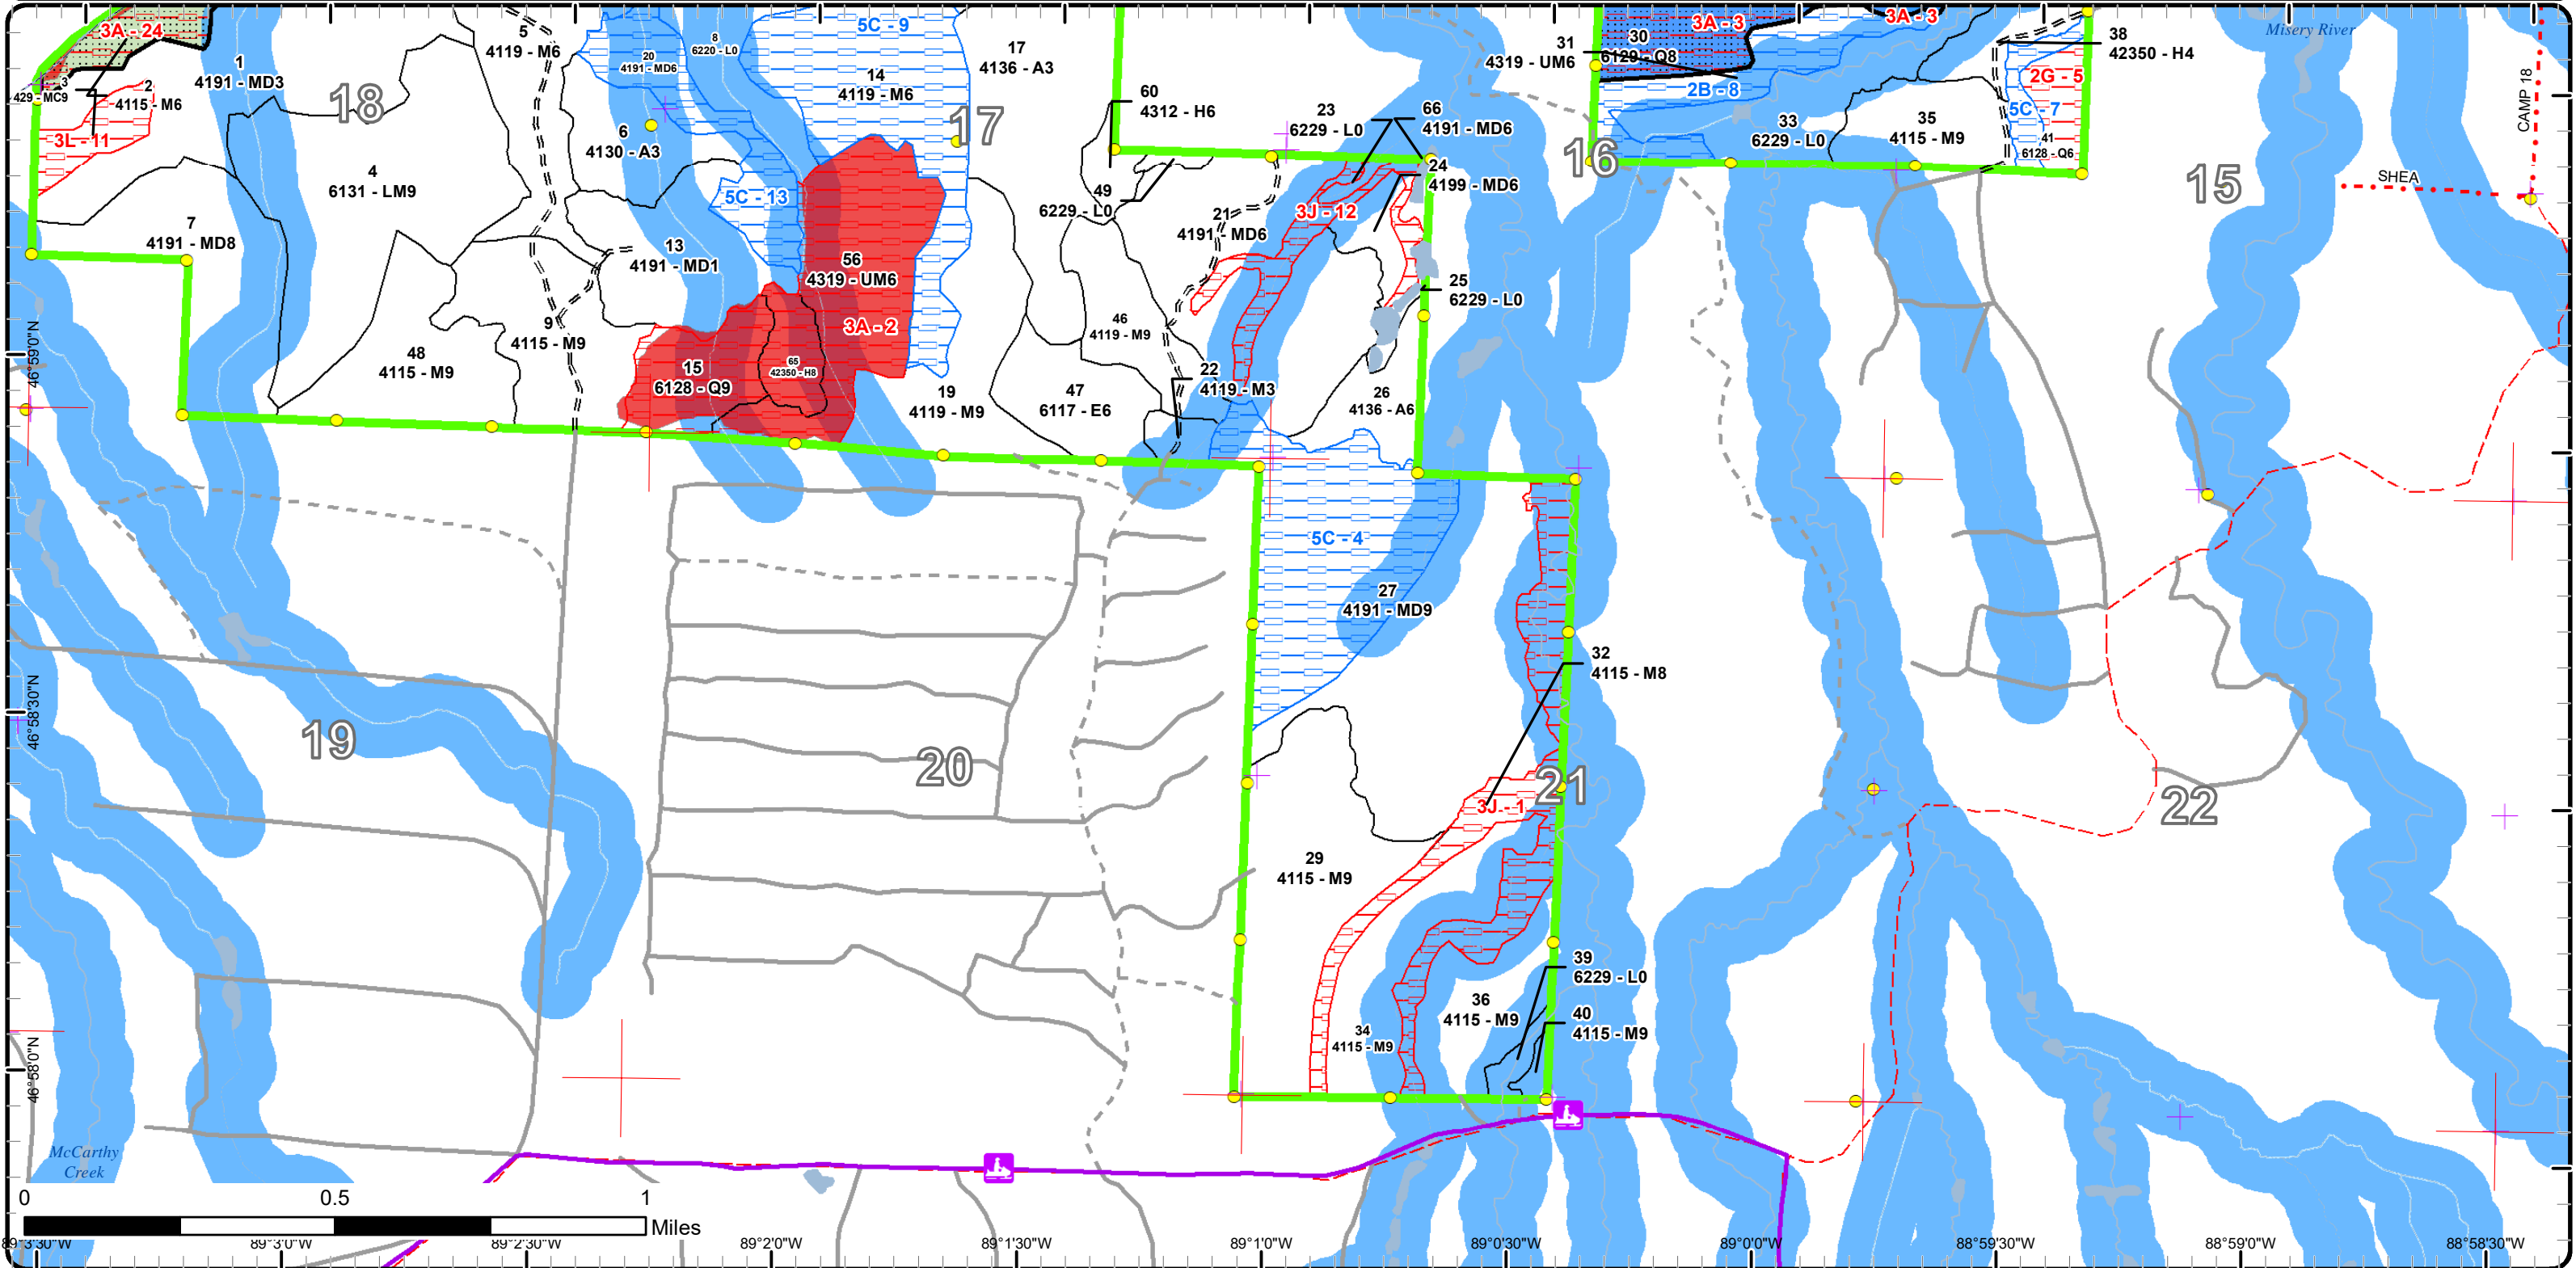 3A - 24
3
429 - MC9
2
4115 - M6
3L - 11
1
4191 - MD3
18
4
6131 - LM9
7
4191 - MD8
48
4115 - M9
5
4119 - M6
20
4191 - MD6
8
6220 - L0
6
4130 - A3
13
4191 - MD1
9
4115 - M9
5C - 9
14
4119 - M6
17
4136 - A3
17
5C - 13
56
4319 - UM6
3A - 2
15
6128 - Q9
65
42350 - H8
19
4119 - M9
47
6117 - E6
46
4119 - M9
60
4312 - H6
49
6229 - L0
21
4191 - MD6
22
4119 - M3
23
6229 - L0
3J - 12
66
4191 - MD6
24
4199 - MD6
25
6229 - L0
26
4136 - A6
31
4319 - UM6
30
6129 - Q8
3A - 3
3A - 3
2B - 8
16
33
6229 - L0
35
4115 - M9
38
42350 - H4
2G - 5
5C - 7
41
6128 - Q6
Misery River
CAMP 18
SHEA
15
5C - 4
27
4191 - MD9
32
4115 - M8
3J - 1
21
29
4115 - M9
34
4115 - M9
36
4115 - M9
39
6229 - L0
40
4115 - M9
19
20
22
McCarthy
Creek
46°59'0"N
46°58'30"N
46°58'0"N
0 0.5 1
Miles
89°3'30"W 89°3'0"W 89°2'30"W 89°2'0"W 89°1'30"W 89°1'0"W 89°0'30"W 89°0'0"W 88°59'30"W 88°59'0"W 88°58'30"W